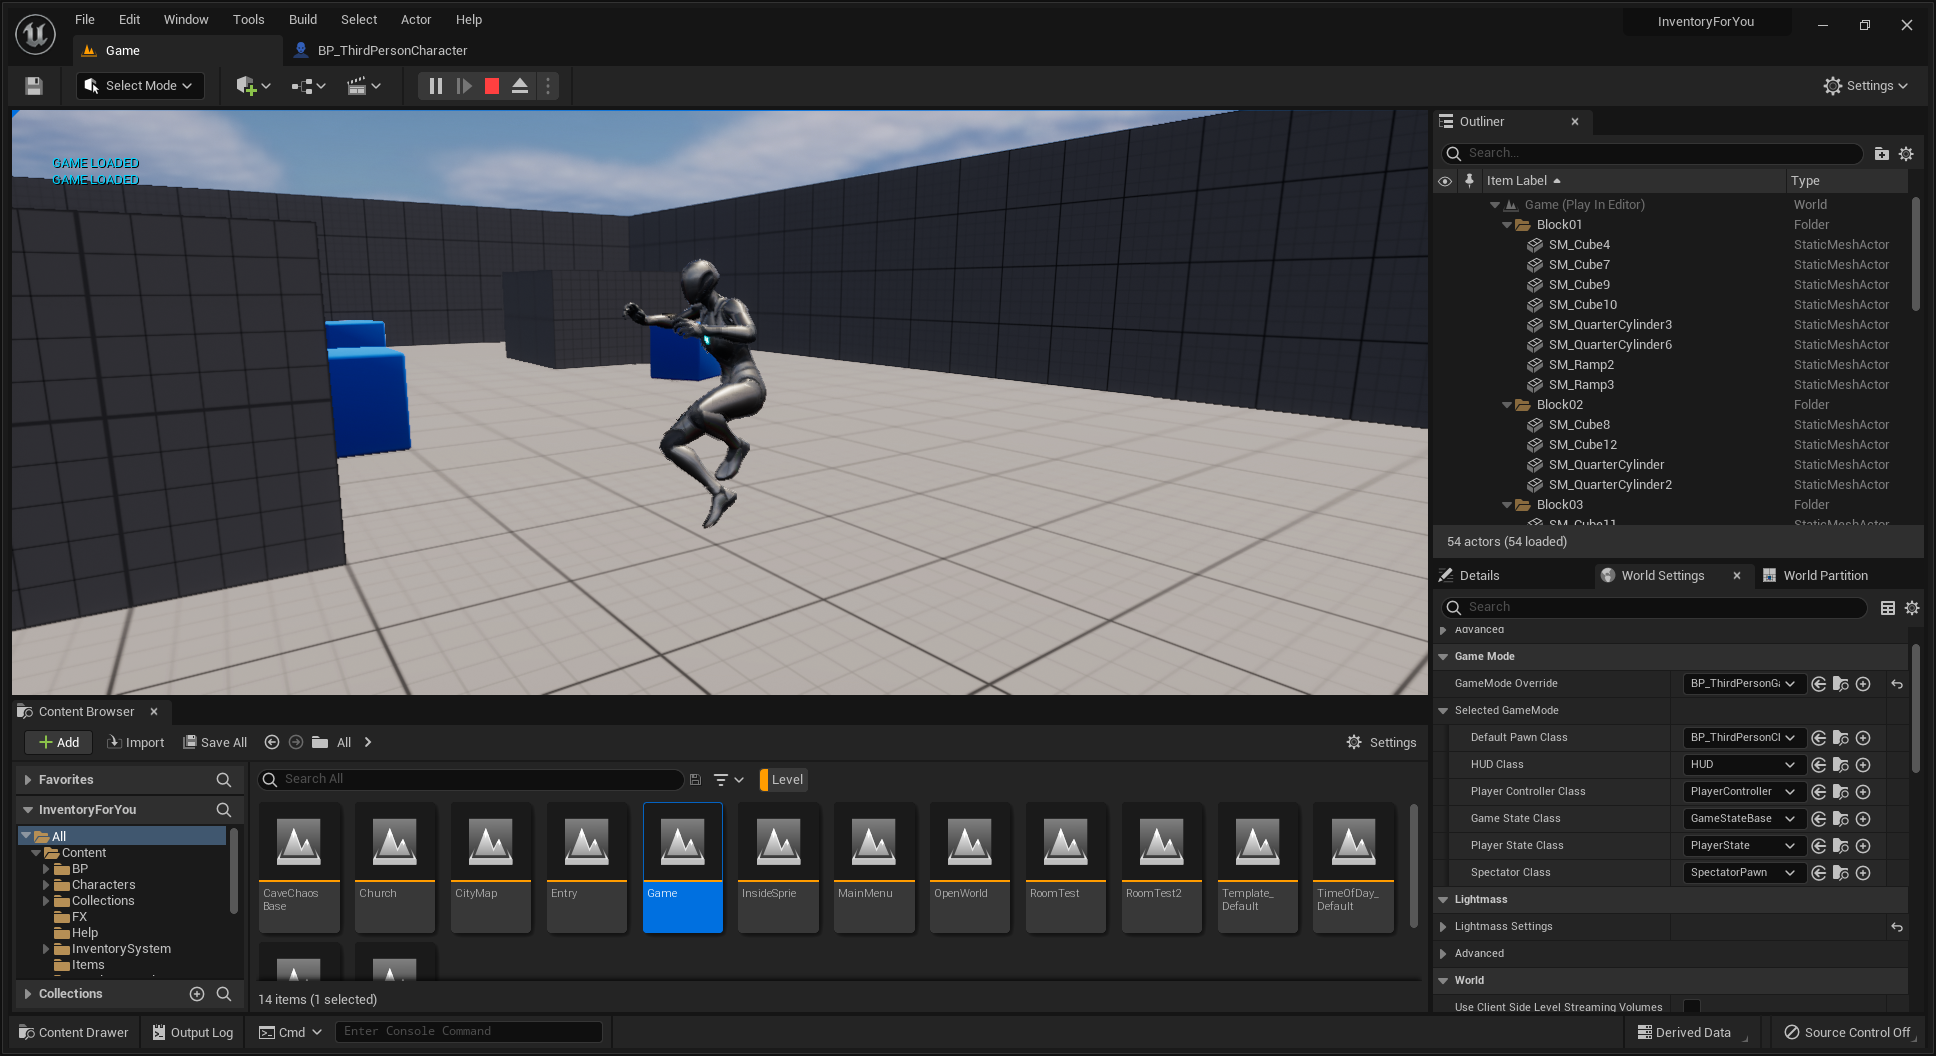 File Edit Window Tools Build Select Actor Help
InventoryForYou
Game
BP_ThirdPersonCharacter
Select Mode
Settings
GAME LOADED
GAME LOADED
Outliner
Search...
Item Label Type
Game (Play In Editor) World
Block01 Folder
SM_Cube4 StaticMeshActor
SM_Cube7 StaticMeshActor
SM_Cube9 StaticMeshActor
SM_Cube10 StaticMeshActor
SM_QuarterCylinder3 StaticMeshActor
SM_QuarterCylinder6 StaticMeshActor
SM_Ramp2 StaticMeshActor
SM_Ramp3 StaticMeshActor
Block02 Folder
SM_Cube8 StaticMeshActor
SM_Cube12 StaticMeshActor
SM_QuarterCylinder StaticMeshActor
SM_QuarterCylinder2 StaticMeshActor
Block03 Folder
SM_Cube11 StaticMeshActor
54 actors (54 loaded)
Details
World Settings
World Partition
Search
Advanced
Game Mode
GameMode Override BP_ThirdPersonGa
Selected GameMode
Default Pawn Class BP_ThirdPersonCl
HUD Class HUD
Player Controller Class PlayerController
Game State Class GameStateBase
Player State Class PlayerState
Spectator Class SpectatorPawn
Lightmass
Lightmass Settings
Advanced
World
Use Client Side Level Streaming Volumes
Content Browser
Add Import Save All All Settings
Favorites
InventoryForYou
All
Content
BP
Characters
Collections
FX
Help
InventorySystem
Items
Collections
Search All
Level
CaveChaos
Base
Church
CityMap
Entry
Game
InsideSprie
MainMenu
OpenWorld
RoomTest
RoomTest2
Template_
Default
TimeOfDay_
Default
14 items (1 selected)
Content Drawer Output Log Cmd Enter Console Command Derived Data Source Control Off